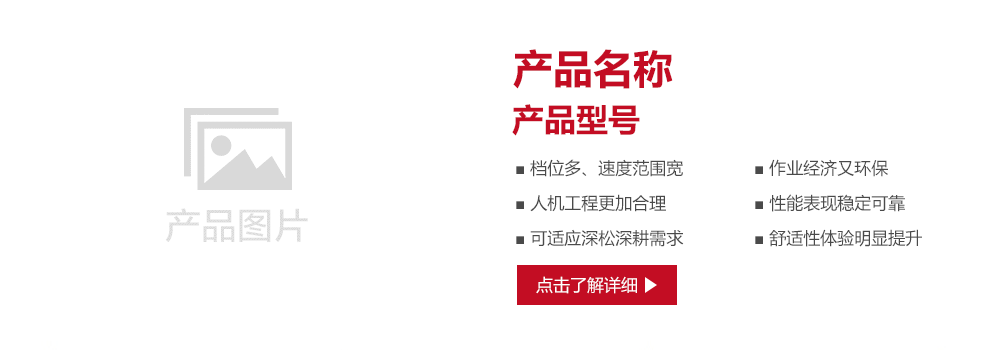 产品名称
产品型号
■ 档位多、速度范围宽
■ 作业经济又环保
■ 人机工程更加合理
■ 性能表现稳定可靠
■ 可适应深松深耕需求
■ 舒适性体验明显提升
点击了解详细 ▶
产品图片